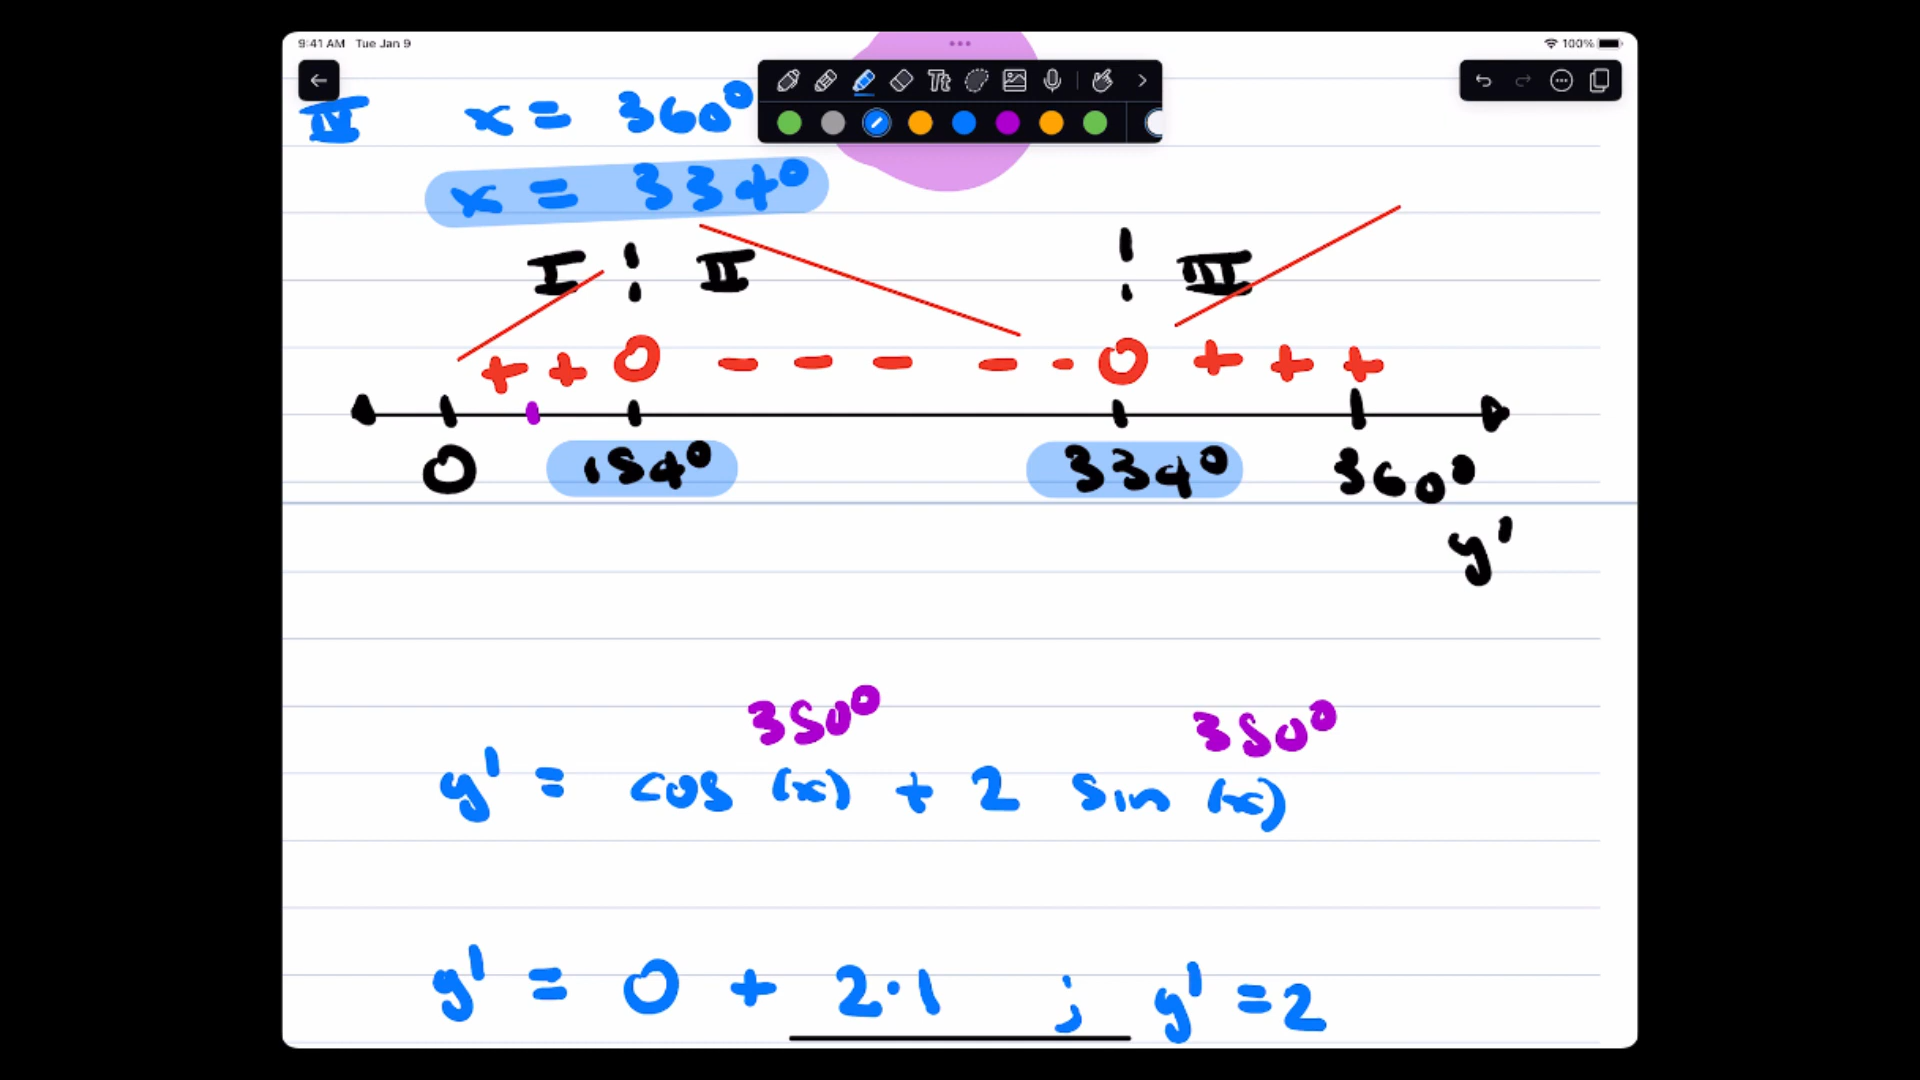 9:41 AM Tue Jan 9 100%
Tt
IV x = 360°
x = 334°
I II III
+ + 0 - - - - - 0 + + +
0 154° 334° 360°
y'
350° 350°
y' = cos (x) + 2 sin (x)
y' = 0 + 2·1 ; y' = 2